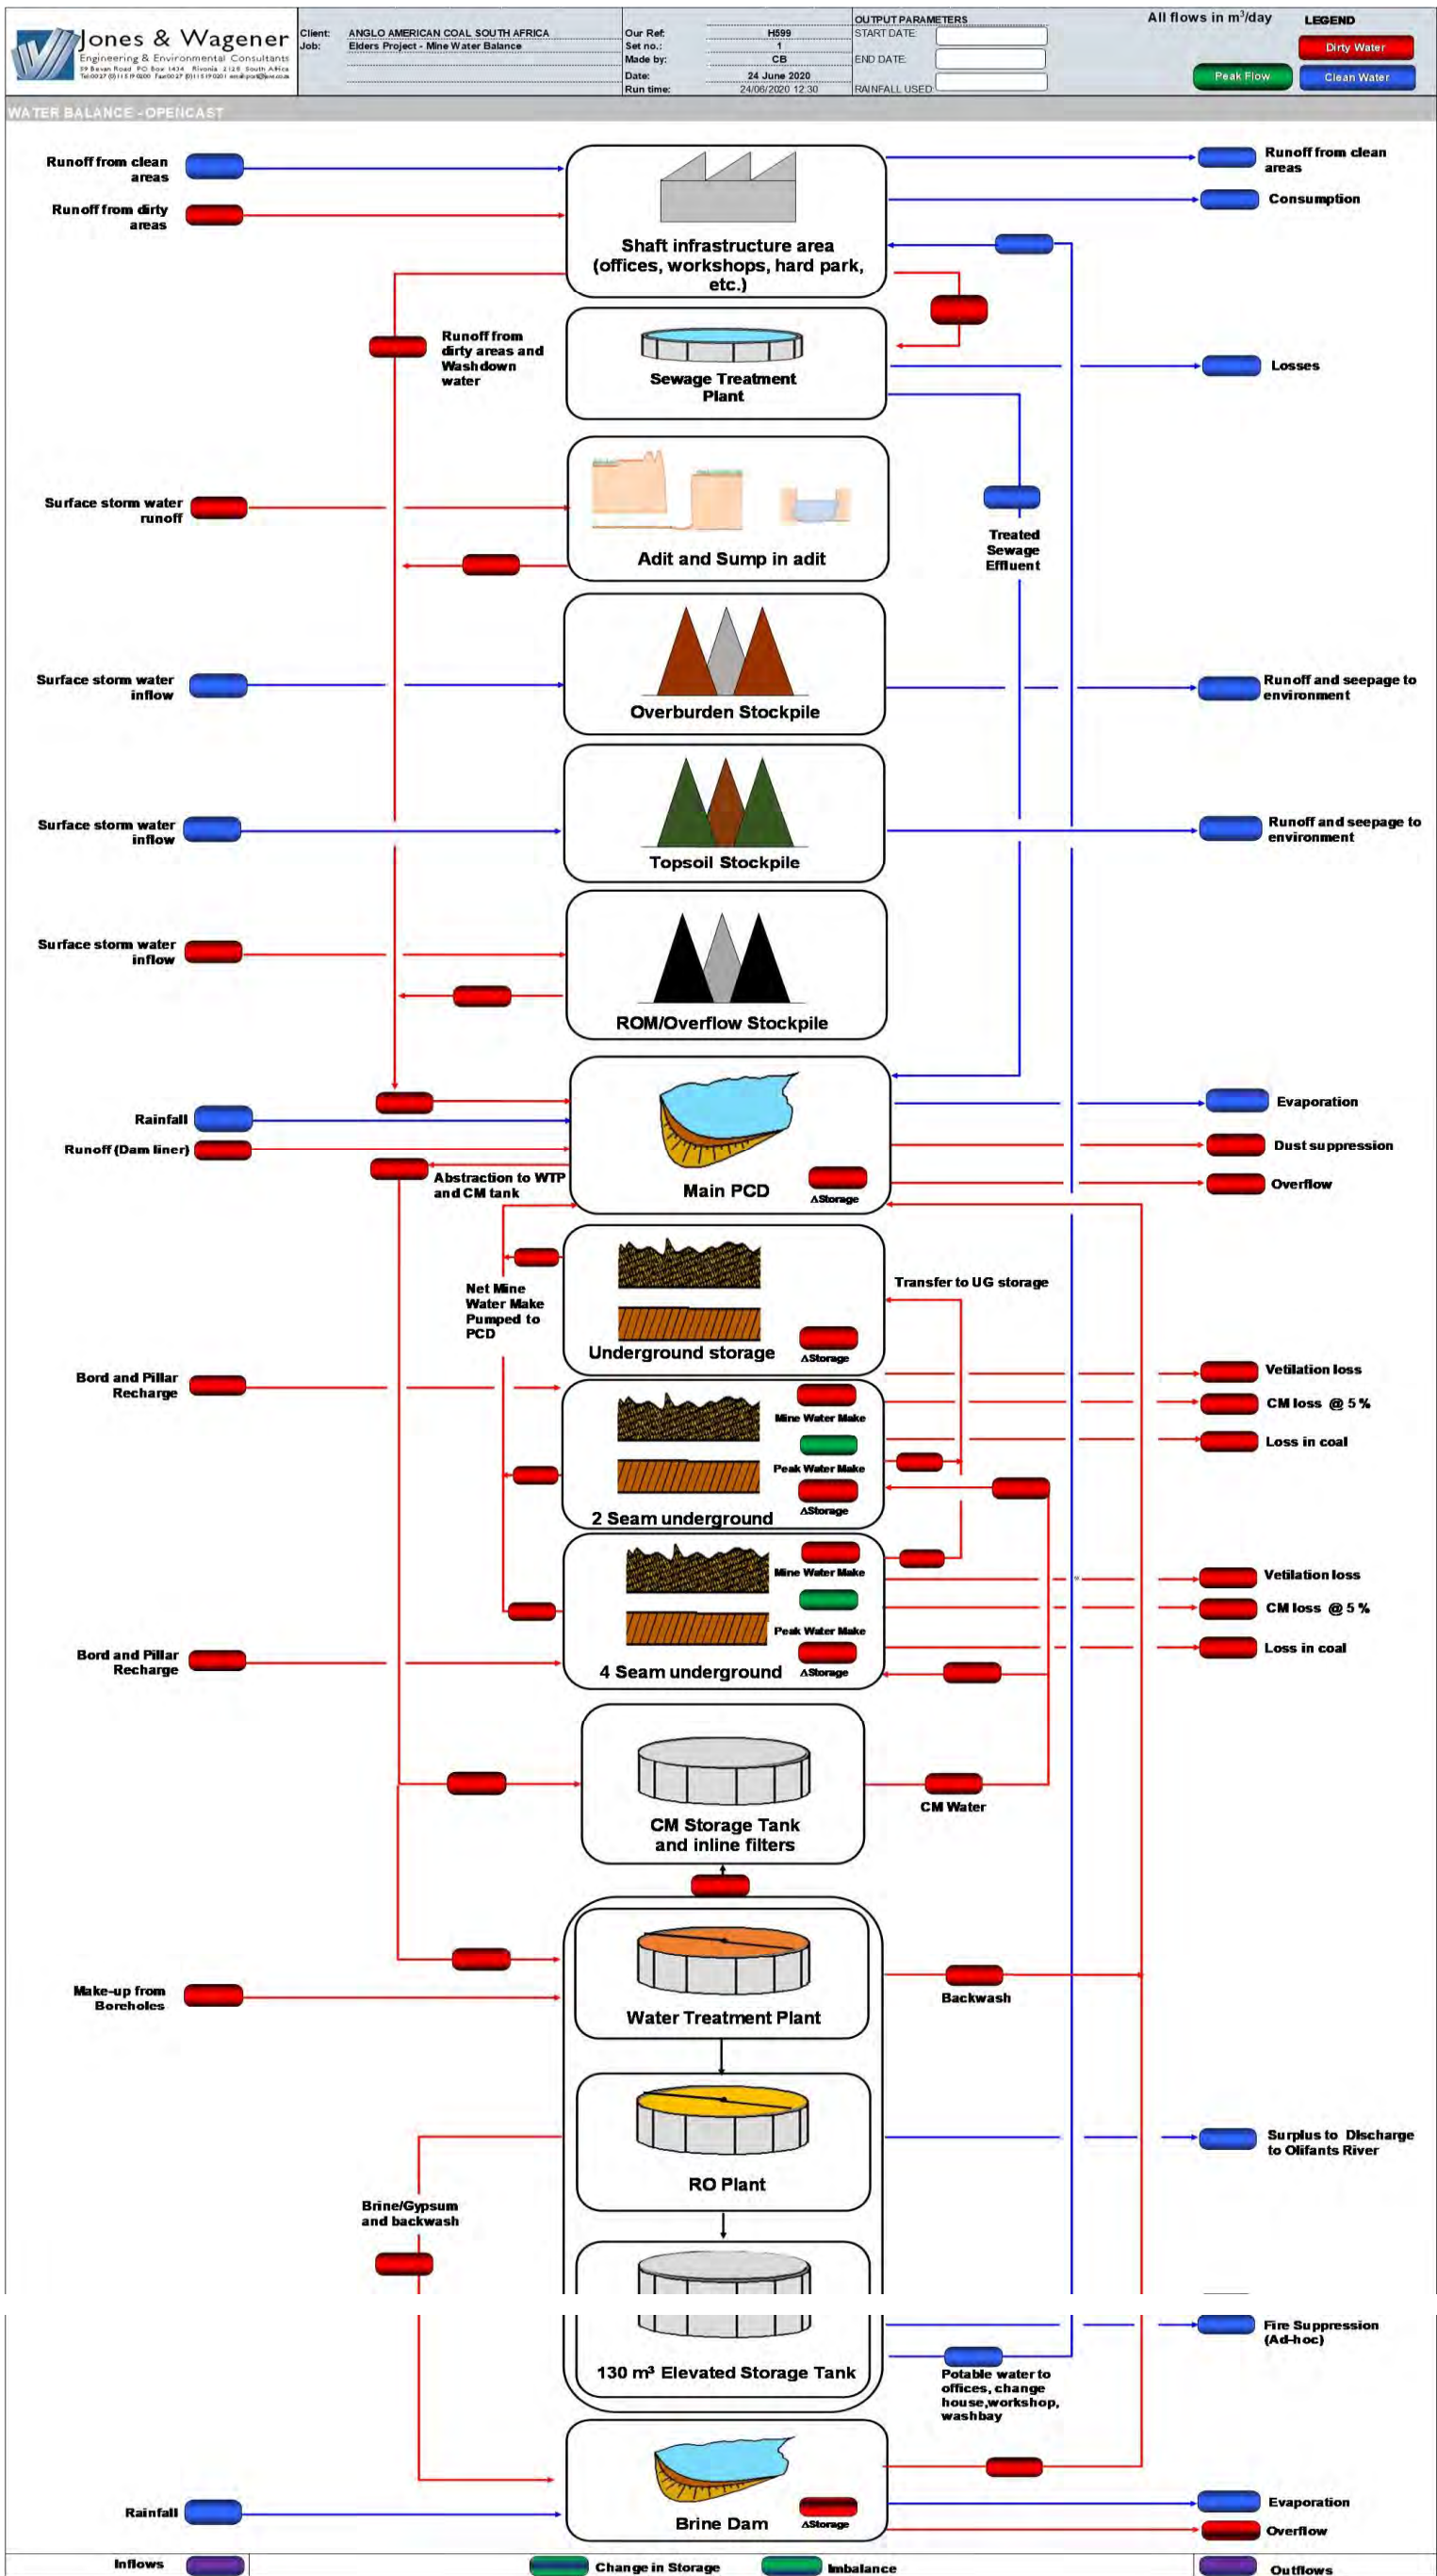 Jones & Wagener
Engineering & Environmental Consultants
59 Bevan Road PO Box 1434 Rivonia 2128 South Africa
Client: ANGLO AMERICAN COAL SOUTH AFRICA
Job: Elders Project - Mine Water Balance
Our Ref: H599
Set no.: 1
Made by: CB
Date: 24 June 2020
Run time: 24/06/2020 12:30
OUTPUT PARAMETERS
START DATE:
END DATE:
RAINFALL USED:
All flows in m³/day
LEGEND
Dirty Water
Peak Flow
Clean Water
WATER BALANCE - OPENCAST
Runoff from clean
areas
Runoff from dirty
areas
Shaft infrastructure area
(offices, workshops, hard park,
etc.)
Runoff from clean
areas
Consumption
Runoff from
dirty areas and
Washdown
water
Sewage Treatment
Plant
Losses
Surface storm water
runoff
Adit and Sump in adit
Treated
Sewage
Effluent
Surface storm water
inflow
Overburden Stockpile
Runoff and seepage to
environment
Surface storm water
inflow
Topsoil Stockpile
Runoff and seepage to
environment
Surface storm water
inflow
ROM/Overflow Stockpile
Rainfall
Runoff (Dam liner)
Abstraction to WTP
and CM tank
Main PCD
ΔStorage
Evaporation
Dust suppression
Overflow
Net Mine
Water Make
Pumped to
PCD
Underground storage
ΔStorage
Transfer to UG storage
Bord and Pillar
Recharge
Mine Water Make
Peak Water Make
ΔStorage
2 Seam underground
Vetilation loss
CM loss @ 5 %
Loss in coal
Bord and Pillar
Recharge
Mine Water Make
Peak Water Make
ΔStorage
4 Seam underground
Vetilation loss
CM loss @ 5 %
Loss in coal
CM Storage Tank
and inline filters
CM Water
Make-up from
Boreholes
Water Treatment Plant
Backwash
RO Plant
Surplus to Discharge
to Olifants River
Brine/Gypsum
and backwash
130 m³ Elevated Storage Tank
Fire Suppression
(Ad-hoc)
Potable water to
offices, change
house,workshop,
washbay
Rainfall
Brine Dam
ΔStorage
Evaporation
Overflow
Inflows
Change in Storage
Imbalance
Outflows